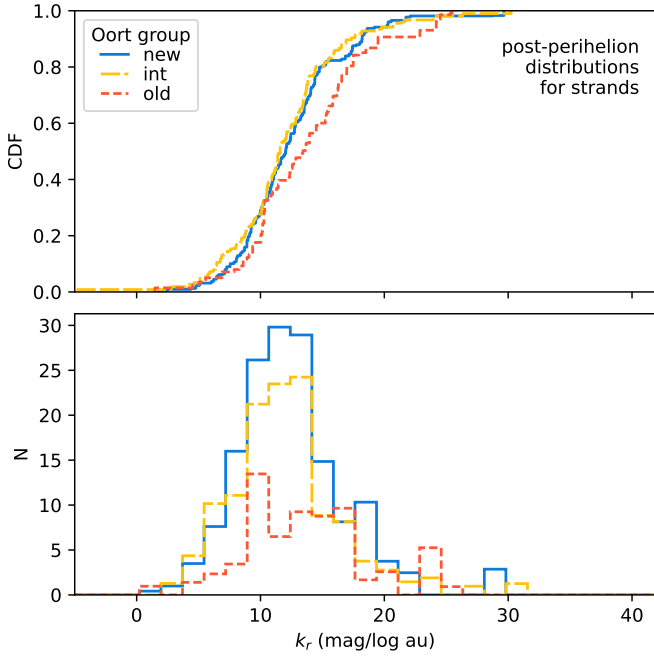 1.0
0.8
0.6
0.4
0.2
0.0
CDF
Oort group
new
int
old
post-perihelion
distributions
for strands
30
25
20
15
10
5
0
N
0
10
20
30
40
k_r (mag/log au)